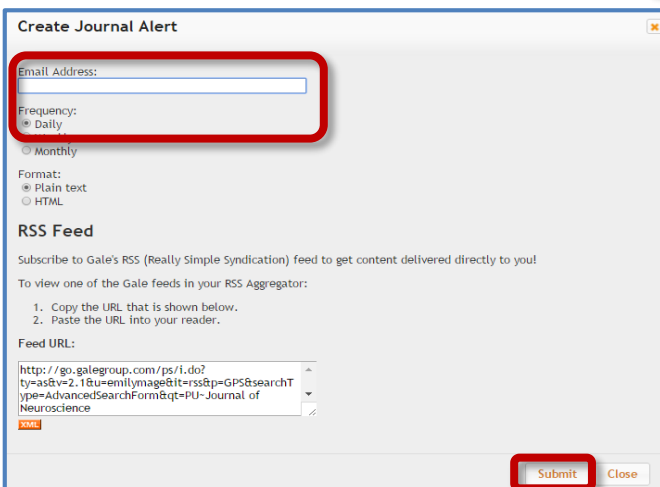 Create Journal Alert
Email Address:
Frequency:
Daily
Monthly
Format:
Plain text
HTML
RSS Feed
Subscribe to Gale's RSS (Really Simple Syndication) feed to get content delivered directly to you!
To view one of the Gale feeds in your RSS Aggregator:
1. Copy the URL that is shown below.
2. Paste the URL into your reader.
Feed URL:
http://go.galegroup.com/ps/i.do?
ty=as&v=2.1&u=emilymage&it=rss&p=GPS&searchT
ype=AdvancedSearchForm&qt=PU~Journal of
Neuroscience
XML
Submit Close